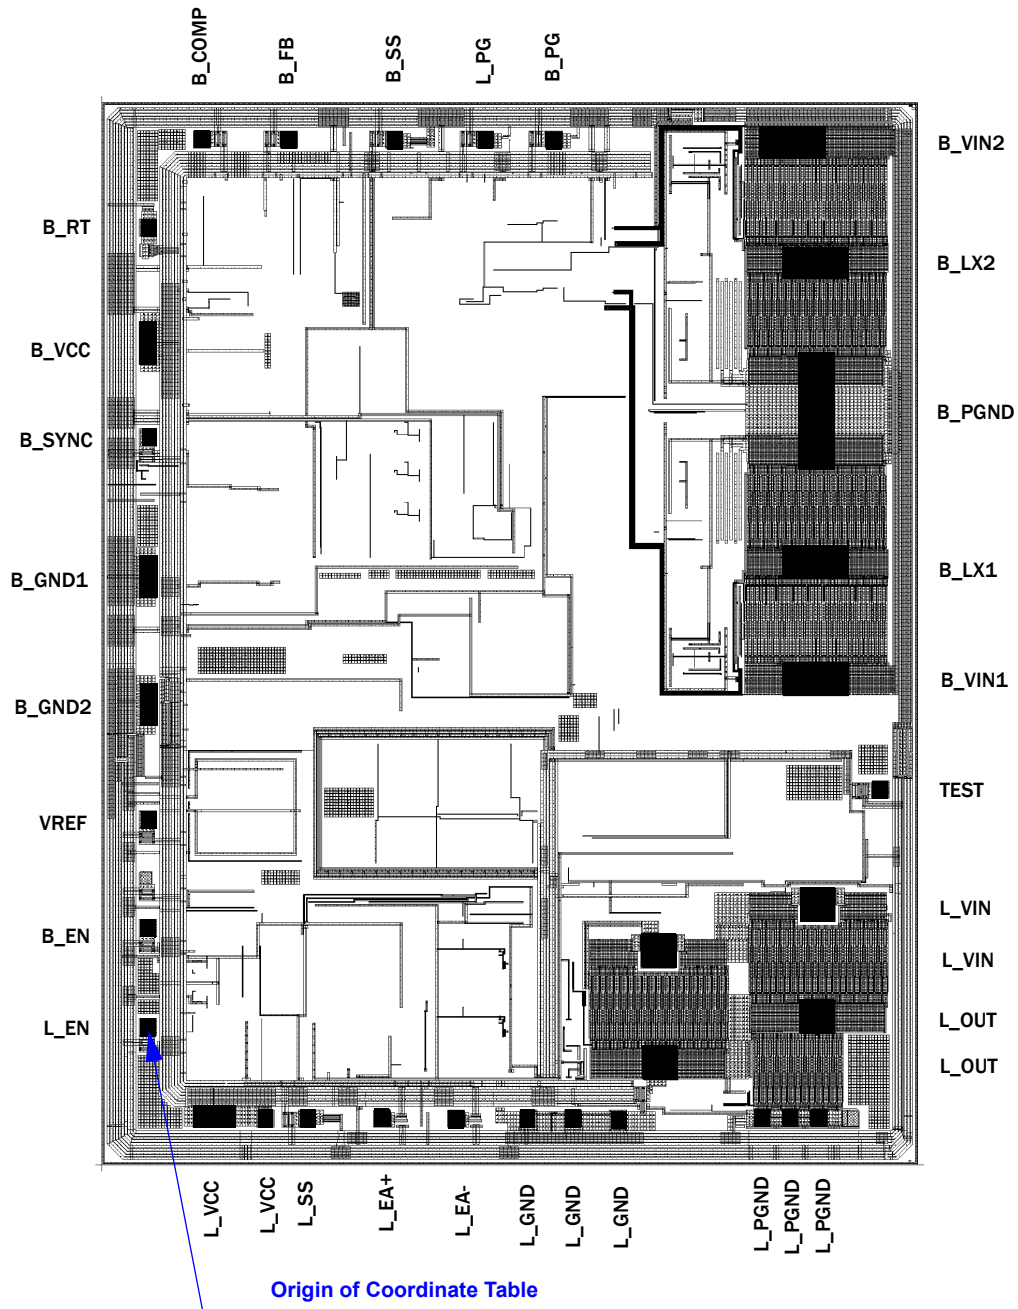 B_COMP
B_FB
B_SS
L_PG
B_PG
B_VIN2
B_RT
B_LX2
B_VCC
B_PGND
B_SYNC
B_LX1
B_GND1
B_VIN1
B_GND2
TEST
VREF
L_VIN
B_EN
L_VIN
L_OUT
L_EN
L_OUT
L_VCC
L_VCC
L_SS
L_EA+
L_EA-
L_GND
L_GND
L_GND
L_PGND
L_PGND
L_PGND
Origin of Coordinate Table